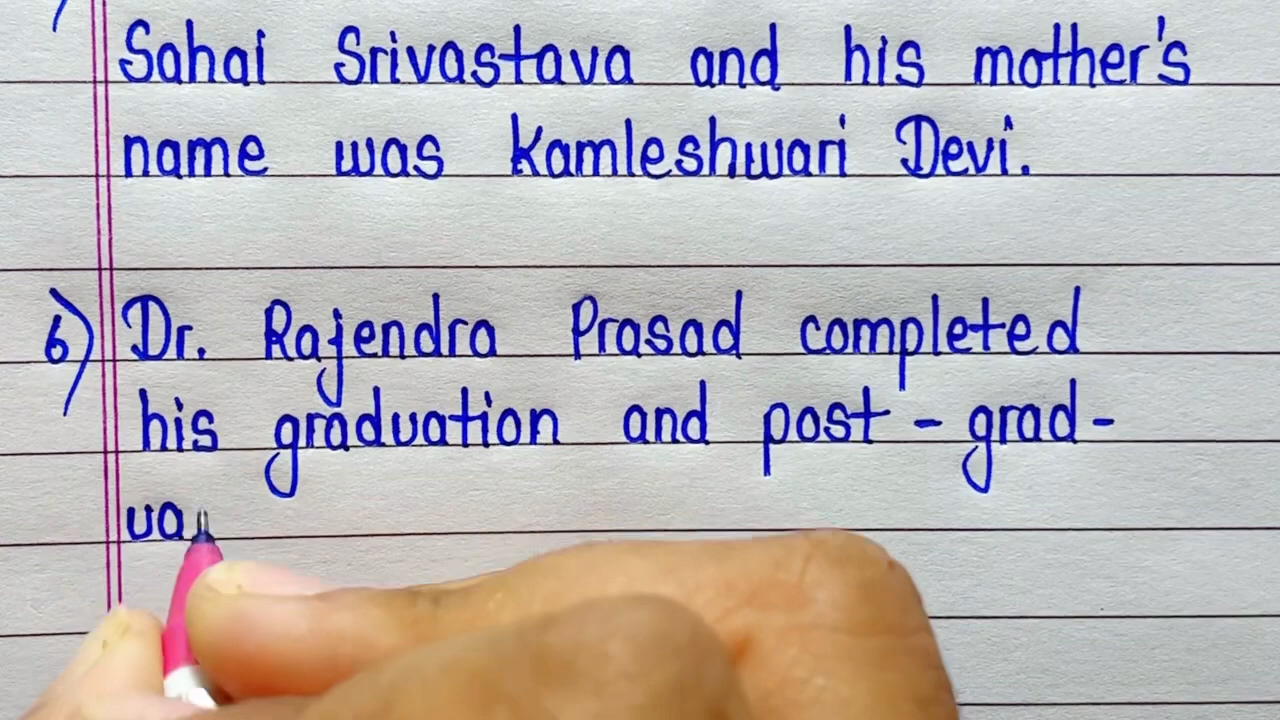 Sahai Srivastava and his mother's
name was Kamleshwari Devi.
6) Dr. Rajendra Prasad completed
his graduation and post - grad -
ua